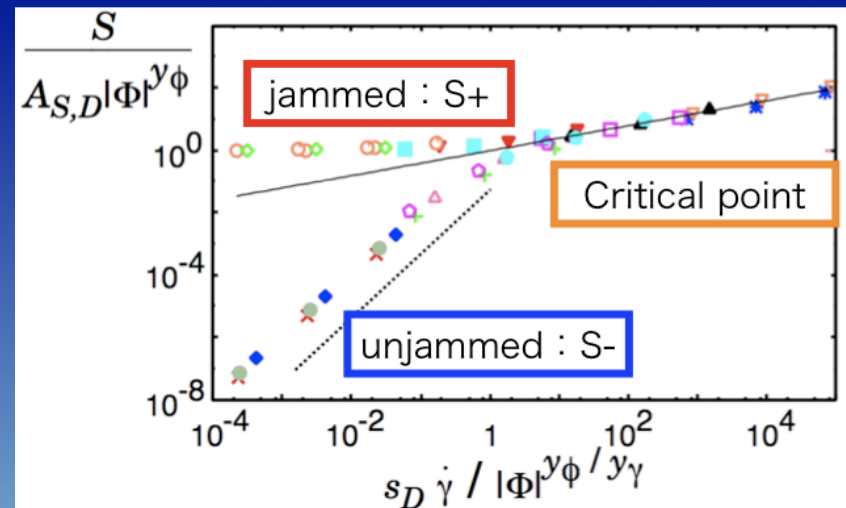 S
A_{S,D}|Φ|^{y_ϕ}
jammed：S+
Critical point
unjammed：S-
10^0
10^{-4}
10^{-8}
10^{-4} 10^{-2} 1 10^2 10^4
s_D γ̇ / |Φ|^{y_ϕ / y_γ}